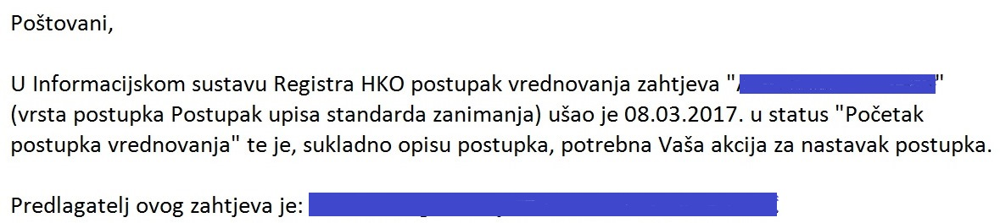 Poštovani,
U Informacijskom sustavu Registra HKO postupak vrednovanja zahtjeva "
(vrsta postupka Postupak upisa standarda zanimanja) ušao je 08.03.2017. u status "Početak
postupka vrednovanja" te je, sukladno opisu postupka, potrebna Vaša akcija za nastavak postupka.
Predlagatelj ovog zahtjeva je: